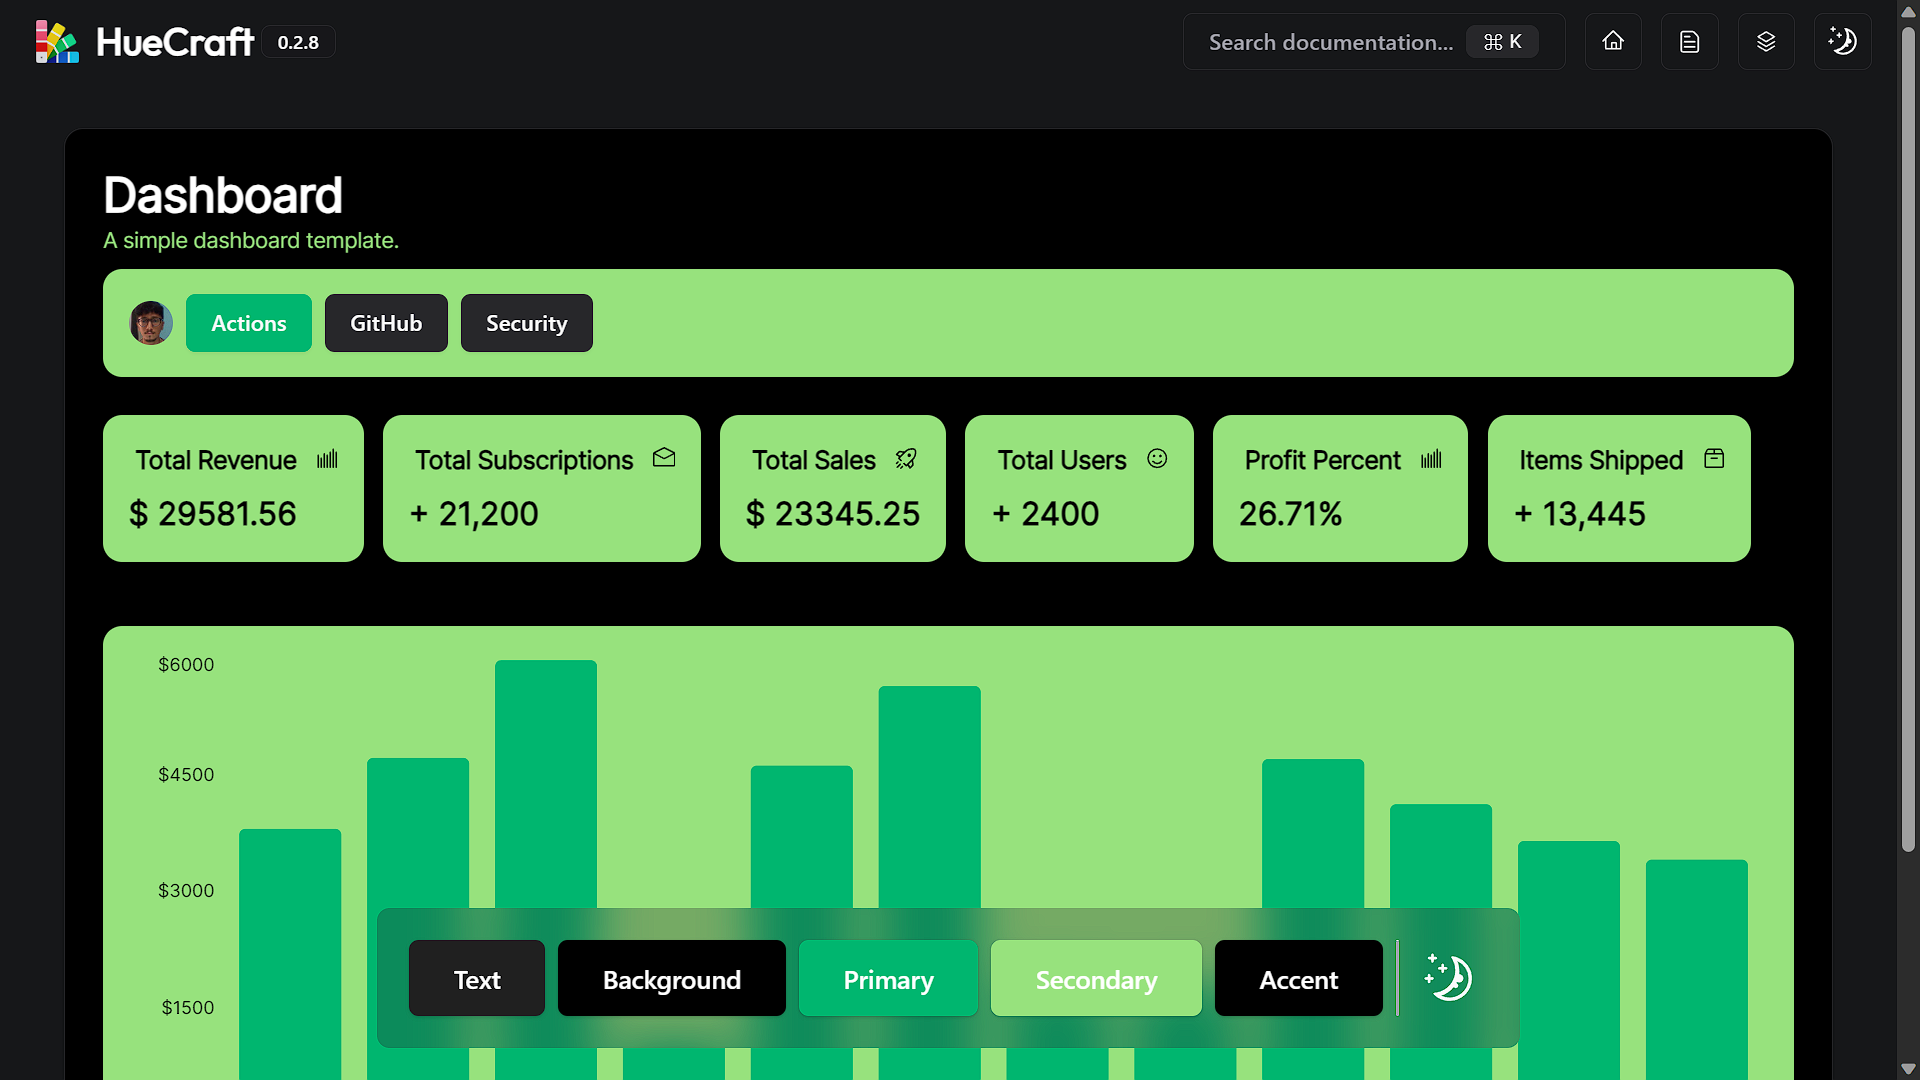 HueCraft 0.2.8
Search documentation... ⌘ K
Dashboard
A simple dashboard template.
Actions GitHub Security
Total Revenue
$ 29581.56
Total Subscriptions
+ 21,200
Total Sales
$ 23345.25
Total Users
+ 2400
Profit Percent
26.71%
Items Shipped
+ 13,445
$6000
$4500
$3000
$1500
Text Background Primary Secondary Accent